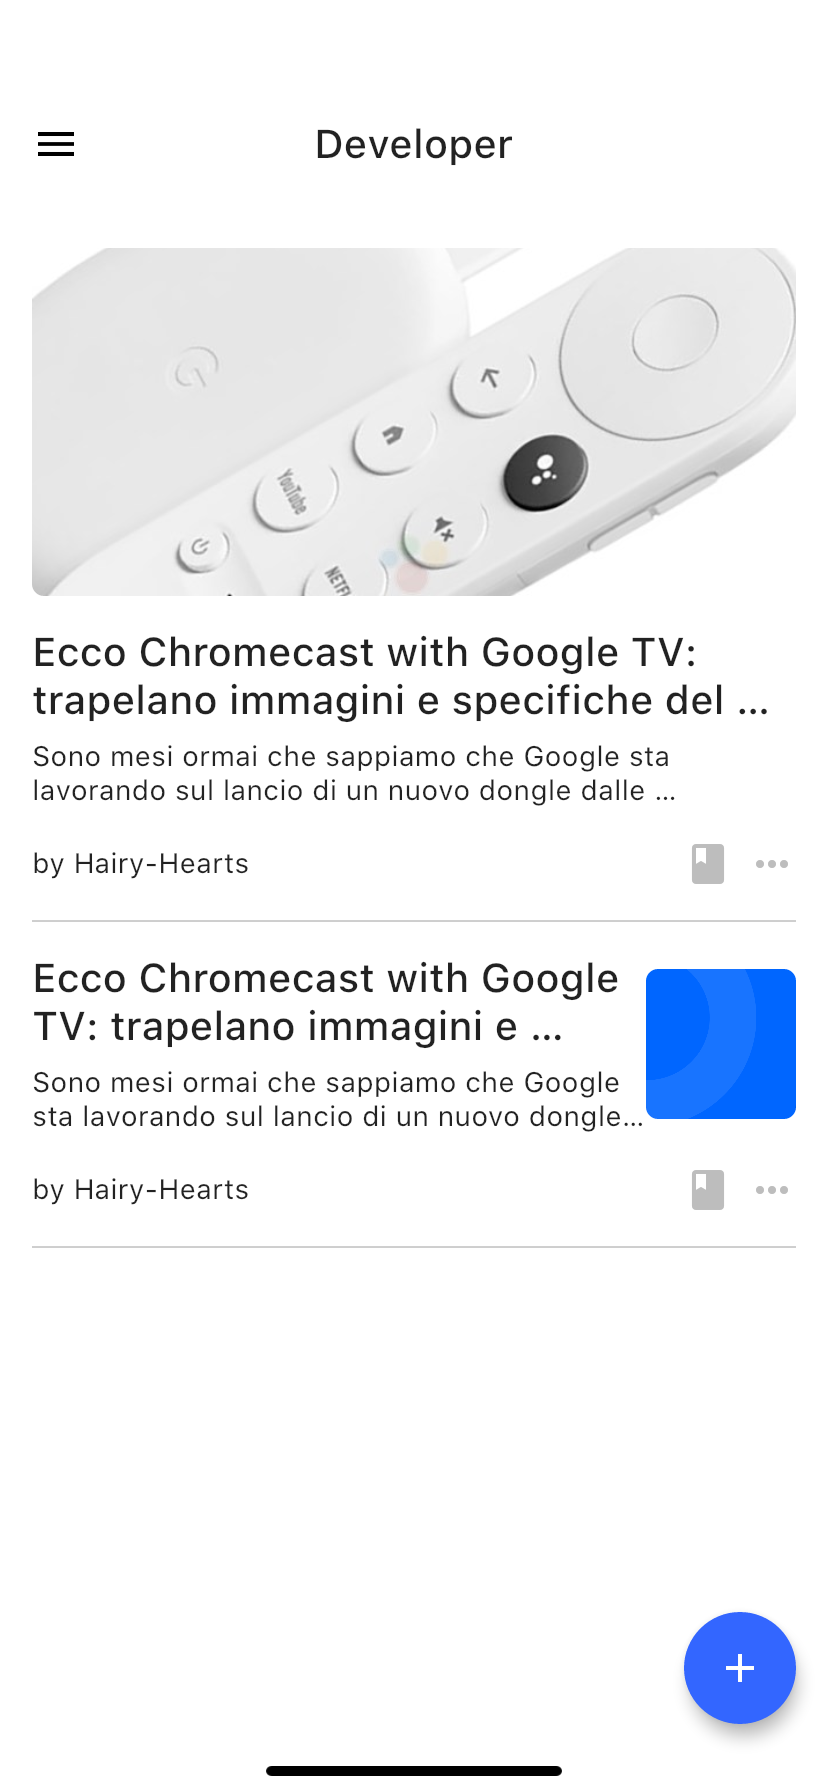 Developer
YouTube
NETFL
Ecco Chromecast with Google TV:
trapelano immagini e specifiche del ...
Sono mesi ormai che sappiamo che Google sta
lavorando sul lancio di un nuovo dongle dalle ...
by Hairy-Hearts
Ecco Chromecast with Google
TV: trapelano immagini e ...
Sono mesi ormai che sappiamo che Google
sta lavorando sul lancio di un nuovo dongle...
by Hairy-Hearts